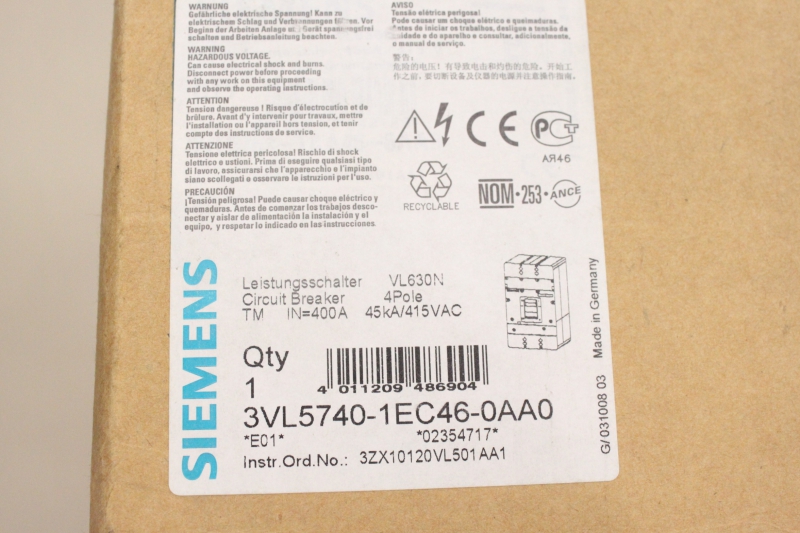 WARNUNG
Gefährliche elektrische Spannung! Kann zu
elektrischem Schlag und Verbrennungen führen. Vor
Beginn der Arbeiten Anlage und Gerät spannungsfrei
schalten und Betriebsanleitung beachten.
WARNING
HAZARDOUS VOLTAGE.
Can cause electrical shock and burns.
Disconnect power before proceeding
with any work on this equipment
and observe the operating instructions.
ATTENTION
Tension dangereuse ! Risque d'électrocution et de
brûlure. Avant d'y intervenir pour travaux, mettre
l'installation ou l'appareil hors tension, et tenir
compte des instructions de service.
ATTENZIONE
Tensione elettrica pericolosa! Rischio di shock
elettrico e ustioni. Prima di eseguire qualsiasi tipo
di lavoro, assicurarsi che l'apparecchio e l'impianto
siano scollegati e osservare le istruzioni per l'uso.
PRECAUCIÓN
¡Tensión peligrosa! Puede causar choque eléctrico y
quemaduras. Antes de comenzar los trabajos desco-
nectar y aislar de alimentación la instalación y el
equipo, y respetar lo indicado en las instrucciones.
AVISO
Tensão elétrica perigosa!
Pode causar um choque elétrico e queimaduras.
Antes de iniciar os trabalhos, desligue a tensão de
cuidado e do aparelho e consultar, adicionalmente,
o manual de serviço.
警告:
危险的电压!有导致电击和灼伤的危险。开始工
作之前,要切断设备及仪器的电源并注意操作指南。
CE
РСТ
АЯ46
RECYCLABLE
NOM-253-ANCE
SIEMENS
Leistungsschalter VL630N
Circuit Breaker 4Pole
TM IN=400A 45kA/415VAC
Qty
1
4 011209 486904
3VL5740-1EC46-0AA0
*E01* *02354717*
Instr.Ord.No.: 3ZX10120VL501AA1
Made in Germany
G/031008 03